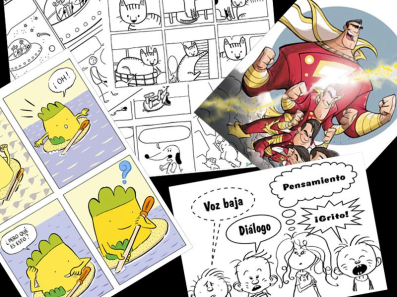 ¡OH!
¿PERO QUÉ
ES ESTO?
?
Voz baja
Diálogo
Pensamiento
¡Grito!